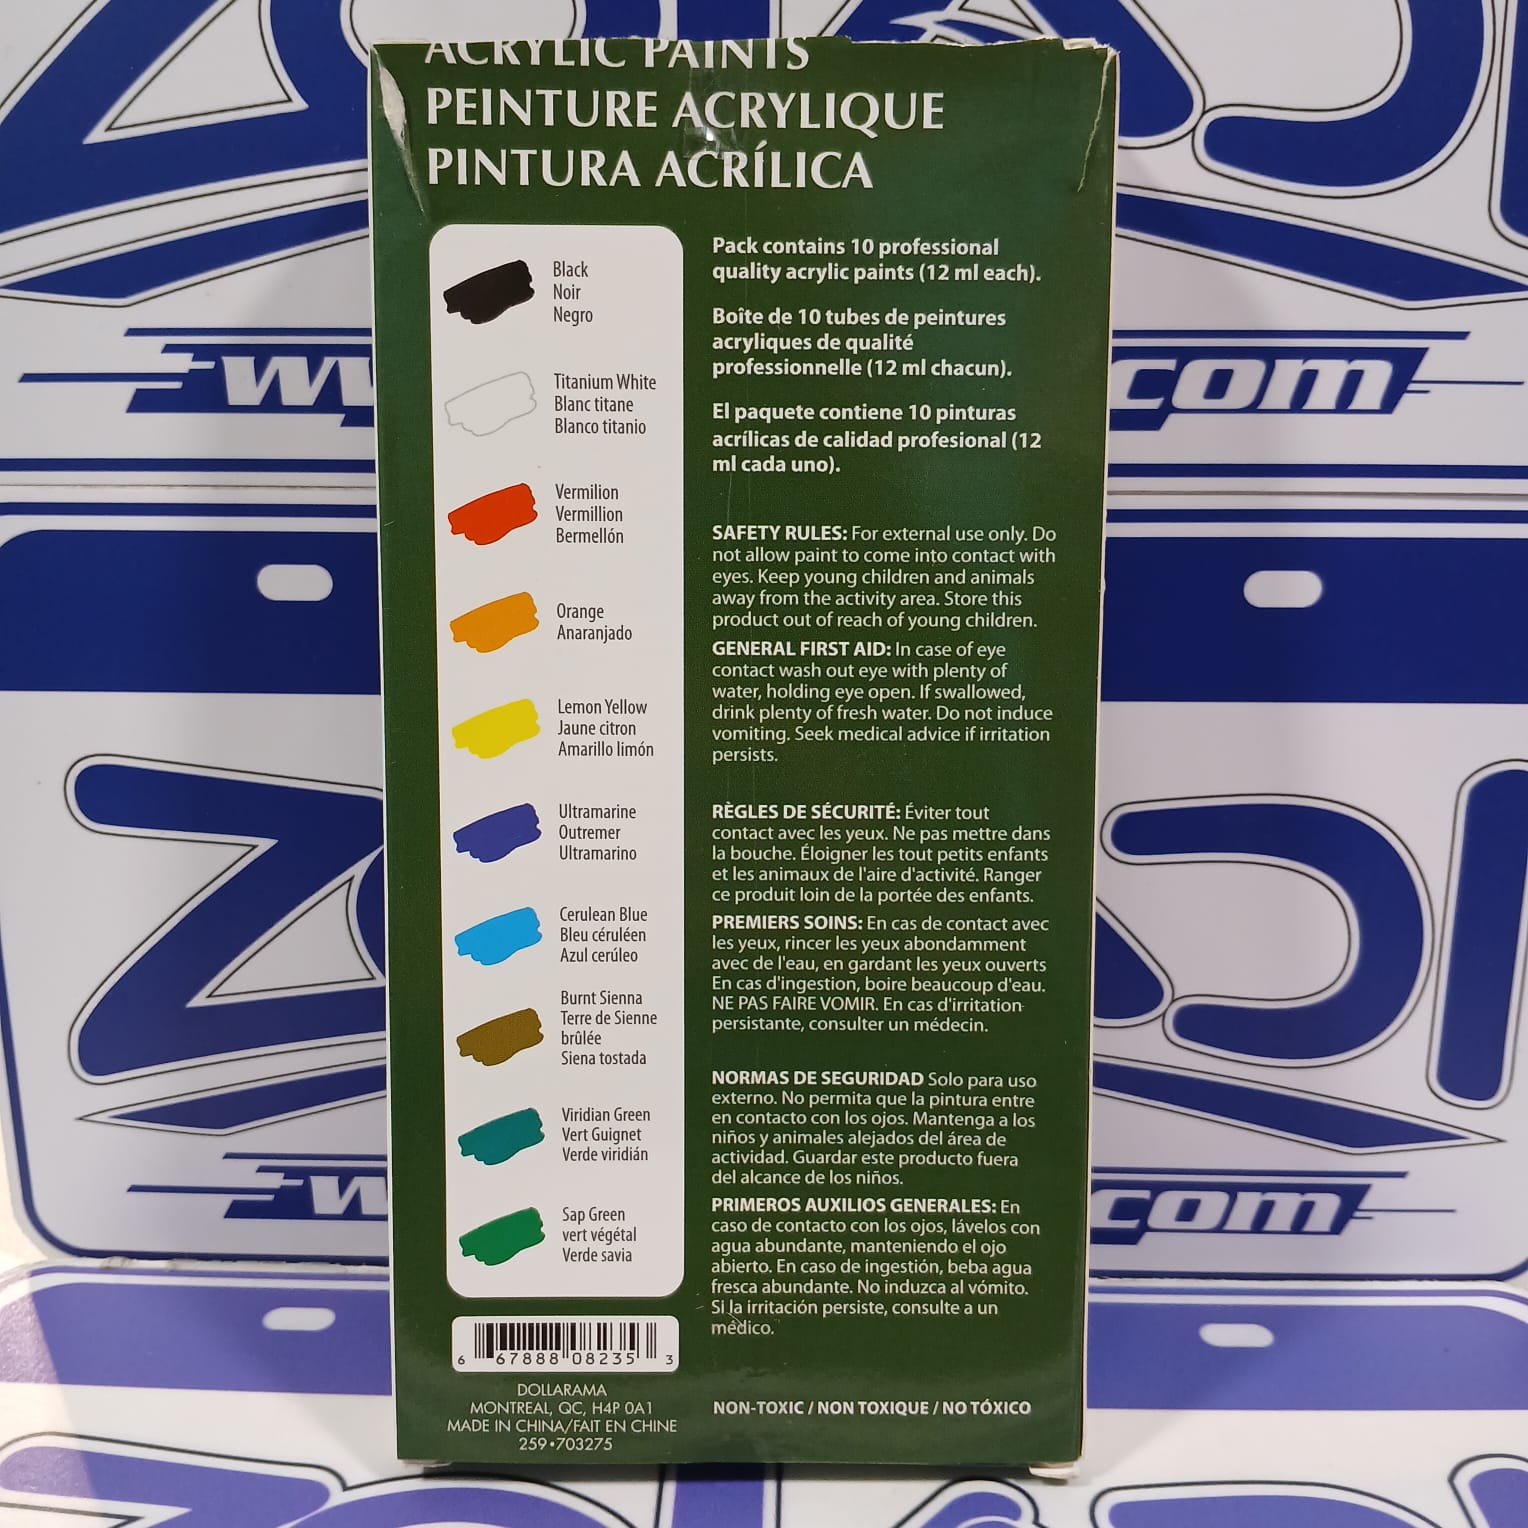 ACRYLIC PAINTS
PEINTURE ACRYLIQUE
PINTURA ACRÍLICA
Black
Noir
Negro
Titanium White
Blanc titane
Blanco titanio
Vermilion
Vermillion
Bermellón
Orange
Anaranjado
Lemon Yellow
Jaune citron
Amarillo limón
Ultramarine
Outremer
Ultramarino
Cerulean Blue
Bleu céruléen
Azul cerúleo
Burnt Sienna
Terre de Sienne
brûlée
Siena tostada
Viridian Green
Vert Guignet
Verde viridián
Sap Green
vert végétal
Verde savia
6 67888 08235 3
DOLLARAMA
MONTREAL, QC, H4P 0A1
MADE IN CHINA/FAIT EN CHINE
259•703275
Pack contains 10 professional
quality acrylic paints (12 ml each).
Boîte de 10 tubes de peintures
acryliques de qualité
professionnelle (12 ml chacun).
El paquete contiene 10 pinturas
acrílicas de calidad profesional (12
ml cada uno).
SAFETY RULES: For external use only. Do
not allow paint to come into contact with
eyes. Keep young children and animals
away from the activity area. Store this
product out of reach of young children.
GENERAL FIRST AID: In case of eye
contact wash out eye with plenty of
water, holding eye open. If swallowed,
drink plenty of fresh water. Do not induce
vomiting. Seek medical advice if irritation
persists.
RÈGLES DE SÉCURITÉ: Éviter tout
contact avec les yeux. Ne pas mettre dans
la bouche. Éloigner les tout petits enfants
et les animaux de l'aire d'activité. Ranger
ce produit loin de la portée des enfants.
PREMIERS SOINS: En cas de contact avec
les yeux, rincer les yeux abondamment
avec de l'eau, en gardant les yeux ouverts
En cas d'ingestion, boire beaucoup d'eau.
NE PAS FAIRE VOMIR. En cas d'irritation
persistante, consulter un médecin.
NORMAS DE SEGURIDAD Solo para uso
externo. No permita que la pintura entre
en contacto con los ojos. Mantenga a los
niños y animales alejados del área de
actividad. Guardar este producto fuera
del alcance de los niños.
PRIMEROS AUXILIOS GENERALES: En
caso de contacto con los ojos, lávelos con
agua abundante, manteniendo el ojo
abierto. En caso de ingestión, beba agua
fresca abundante. No induzca al vómito.
Si la irritación persiste, consulte a un
médico.
NON-TOXIC / NON TOXIQUE / NO TÓXICO
.com
.com